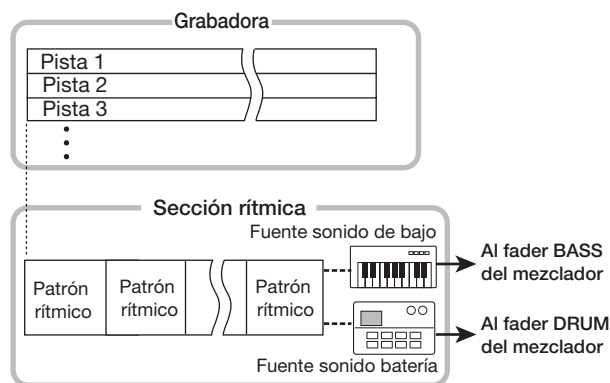 Grabadora
Pista 1
Pista 2
Pista 3
Sección rítmica
Fuente sonido de bajo
Al fader BASS
del mezclador
Patrón
rítmico
Patrón
rítmico
Patrón
rítmico
Al fader DRUM
del mezclador
Fuente sonido batería